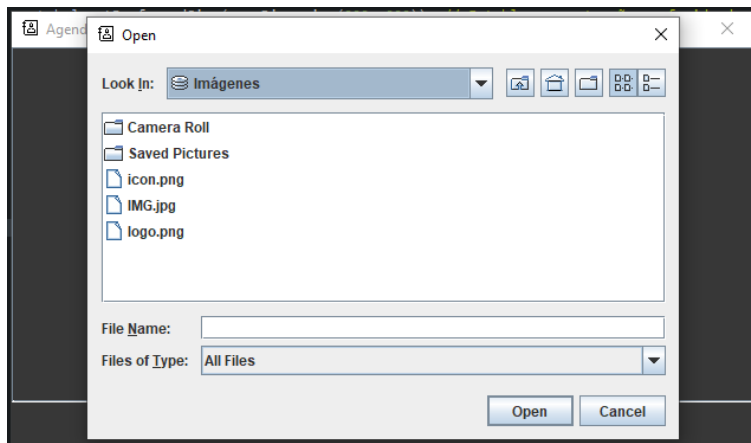 Agend
Open
Look In: Imágenes
Camera Roll
Saved Pictures
icon.png
IMG.jpg
logo.png
File Name:
Files of Type: All Files
Open Cancel